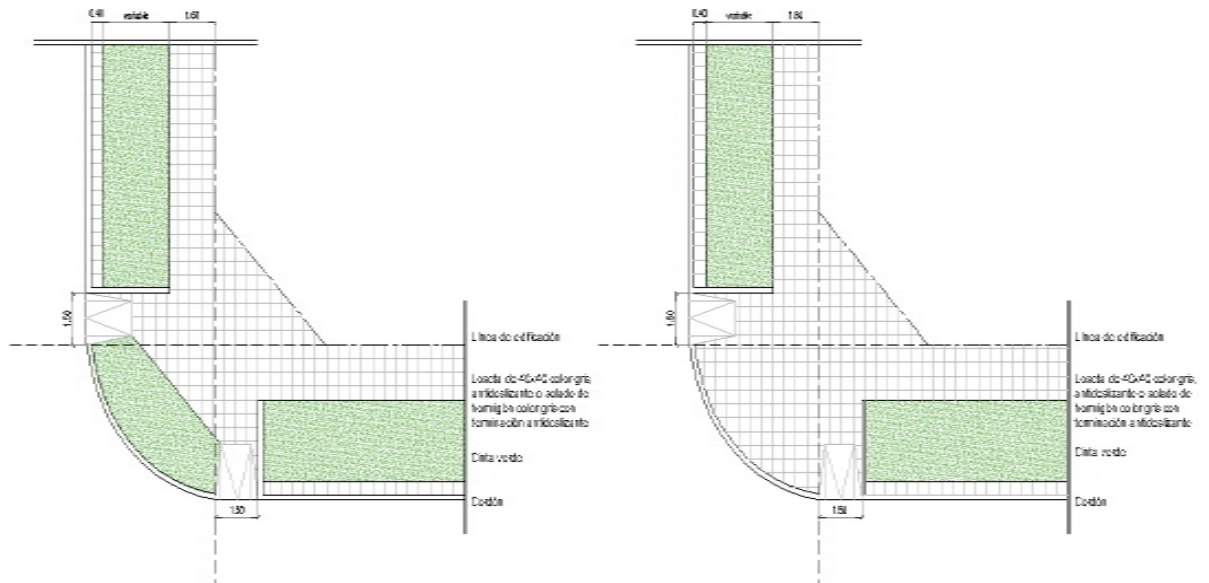 0.40 variable 1.60
1.50
Línea de edificación
Loseta de 40x40 color gris,
antideslizante o solado de
hormigón color gris con
terminación antideslizante
Cinta verde
Cordón
1.50
0.40 variable 1.50
1.50
Línea de edificación
Loseta de 40x40 color gris,
antideslizante o solado de
hormigón color gris con
terminación antideslizante
Cinta verde
Cordón
1.50